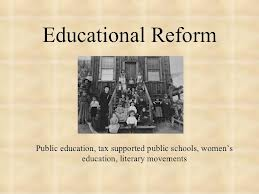 Educational Reform
Public education, tax supported public schools, women's
education, literary movements